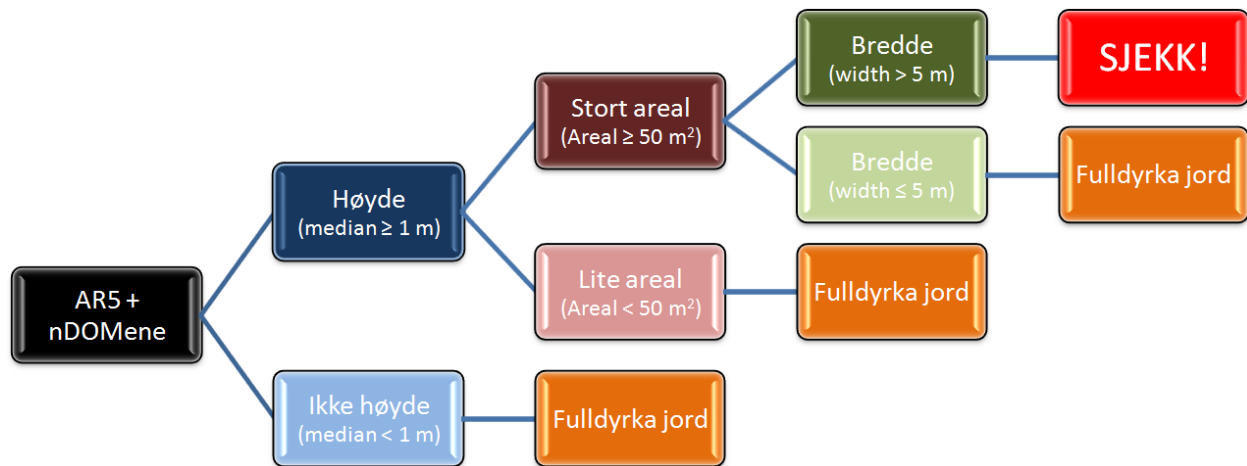 AR5 +
nDOMene
Høyde
(median ≥ 1 m)
Stort areal
(Areal ≥ 50 m²)
Bredde
(width > 5 m)
SJEKK!
Bredde
(width ≤ 5 m)
Fulldyrka jord
Lite areal
(Areal < 50 m²)
Fulldyrka jord
Ikke høyde
(median < 1 m)
Fulldyrka jord